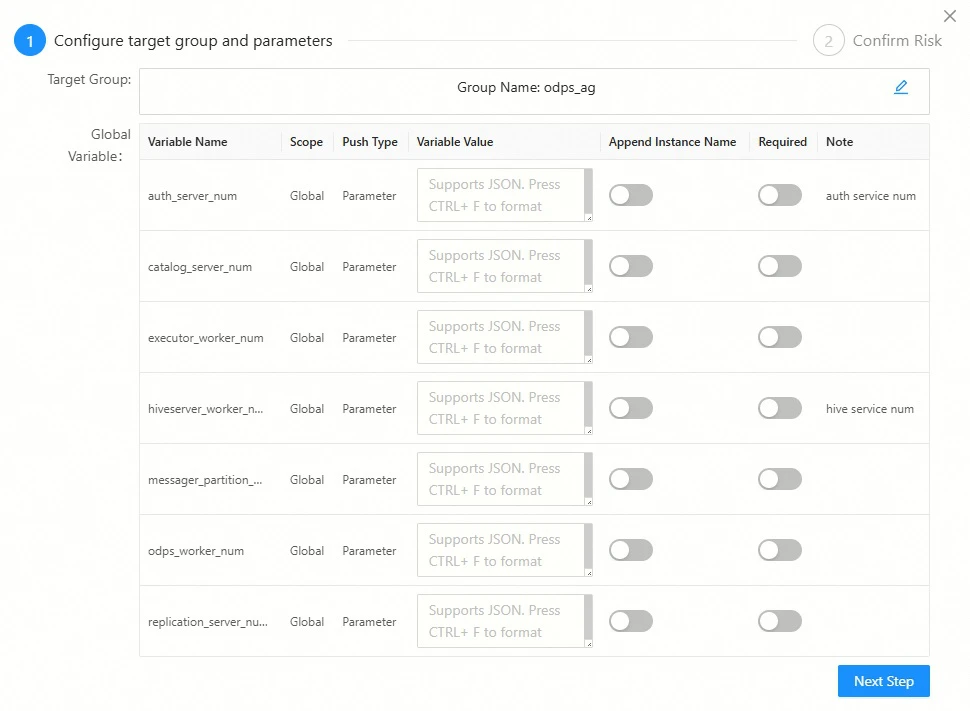 1 Configure target group and parameters 2 Confirm Risk
Target Group: Group Name: odps_ag
Global Variable:
Variable Name Scope Push Type Variable Value Append Instance Name Required Note
auth_server_num Global Parameter Supports JSON. Press CTRL+ F to format auth service num
catalog_server_num Global Parameter Supports JSON. Press CTRL+ F to format
executor_worker_num Global Parameter Supports JSON. Press CTRL+ F to format
hiveserver_worker_n... Global Parameter Supports JSON. Press CTRL+ F to format hive service num
messager_partition_... Global Parameter Supports JSON. Press CTRL+ F to format
odps_worker_num Global Parameter Supports JSON. Press CTRL+ F to format
replication_server_nu... Global Parameter Supports JSON. Press CTRL+ F to format
Next Step